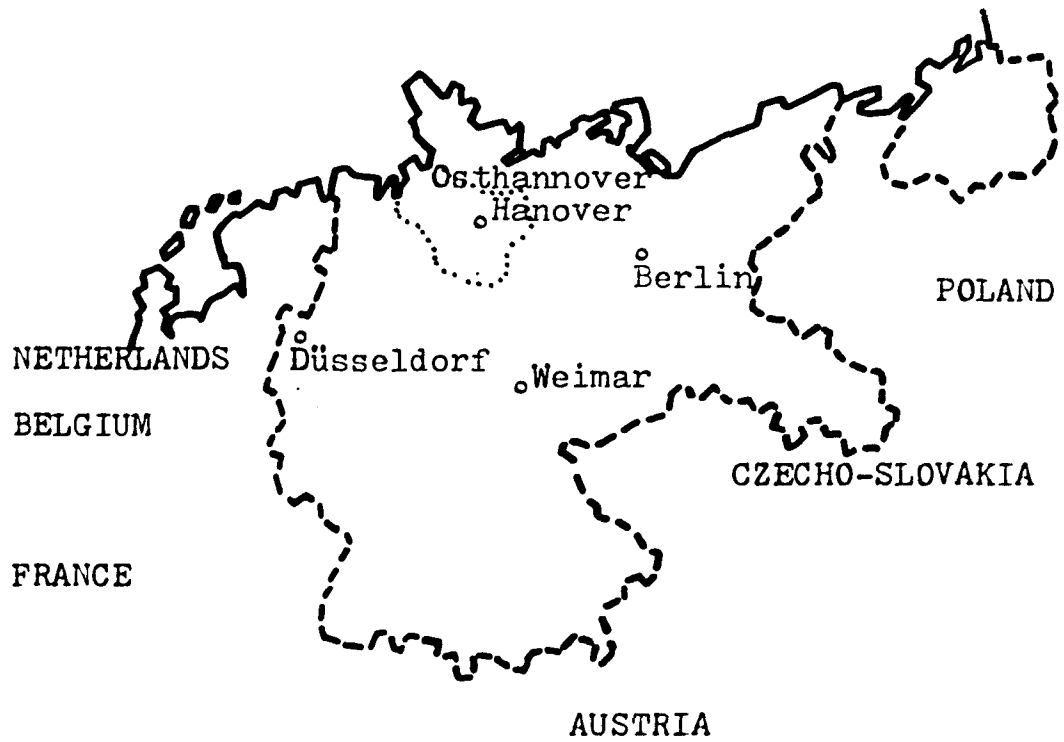 Osthannover
Hanover
Berlin
POLAND
NETHERLANDS
Düsseldorf
Weimar
BELGIUM
CZECHO-SLOVAKIA
FRANCE
AUSTRIA